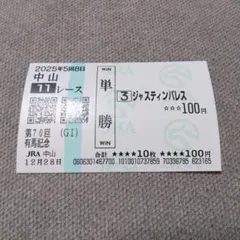 2025年5回8日
中山
11レース
WIN
単勝
WIN
3 ジャスティンパレス
☆☆☆100円
第70回 (GI)
有馬記念
JRA 中山
12月28日
合計 ★★★★10枚 ★★★★100円